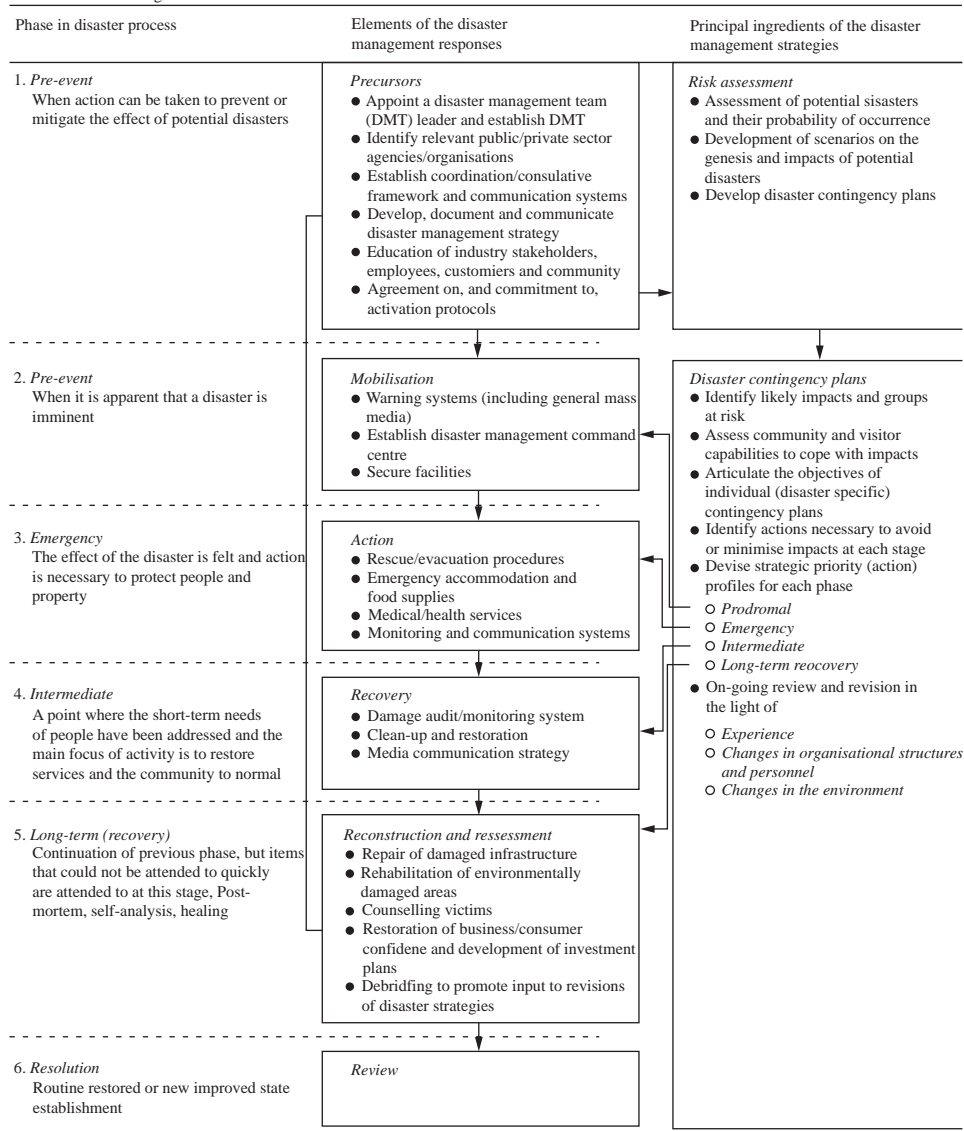 Phase in disaster process
Elements of the disaster
management responses
Principal ingredients of the disaster
management strategies
1. Pre-event
When action can be taken to prevent or
mitigate the effect of potential disasters
Precursors
● Appoint a disaster management team
(DMT) leader and establish DMT
● Identify relevant public/private sector
agencies/organisations
● Establish coordination/consulative
framework and communication systems
● Develop, document and communicate
disaster management strategy
● Education of industry stakeholders,
employees, customiers and community
● Agreement on, and commitment to,
activation protocols
Risk assessment
● Assessment of potential sisasters
and their probability of occurrence
● Development of scenarios on the
genesis and impacts of potential
disasters
● Develop disaster contingency plans
2. Pre-event
When it is apparent that a disaster is
imminent
Mobilisation
● Warning systems (including general mass
media)
● Establish disaster management command
centre
● Secure facilities
Disaster contingency plans
● Identify likely impacts and groups
at risk
● Assess community and visitor
capabilities to cope with impacts
● Articulate the objectives of
individual (disaster specific)
contingency plans
● Identify actions necessary to avoid
or minimise impacts at each stage
● Devise strategic priority (action)
profiles for each phase
○ Prodromal
○ Emergency
○ Intermediate
○ Long-term reocovery
● On-going review and revision in
the light of
○ Experience
○ Changes in organisational structures
and personnel
○ Changes in the environment
3. Emergency
The effect of the disaster is felt and action
is necessary to protect people and
property
Action
● Rescue/evacuation procedures
● Emergency accommodation and
food supplies
● Medical/health services
● Monitoring and communication systems
4. Intermediate
A point where the short-term needs
of people have been addressed and the
main focus of activity is to restore
services and the community to normal
Recovery
● Damage audit/monitoring system
● Clean-up and restoration
● Media communication strategy
5. Long-term (recovery)
Continuation of previous phase, but items
that could not be attended to quickly
are attended to at this stage, Post-
mortem, self-analysis, healing
Reconstruction and ressessment
● Repair of damaged infrastructure
● Rehabilitation of environmentally
damaged areas
● Counselling victims
● Restoration of business/consumer
confidene and development of investment
plans
● Debridfing to promote input to revisions
of disaster strategies
6. Resolution
Routine restored or new improved state
establishment
Review